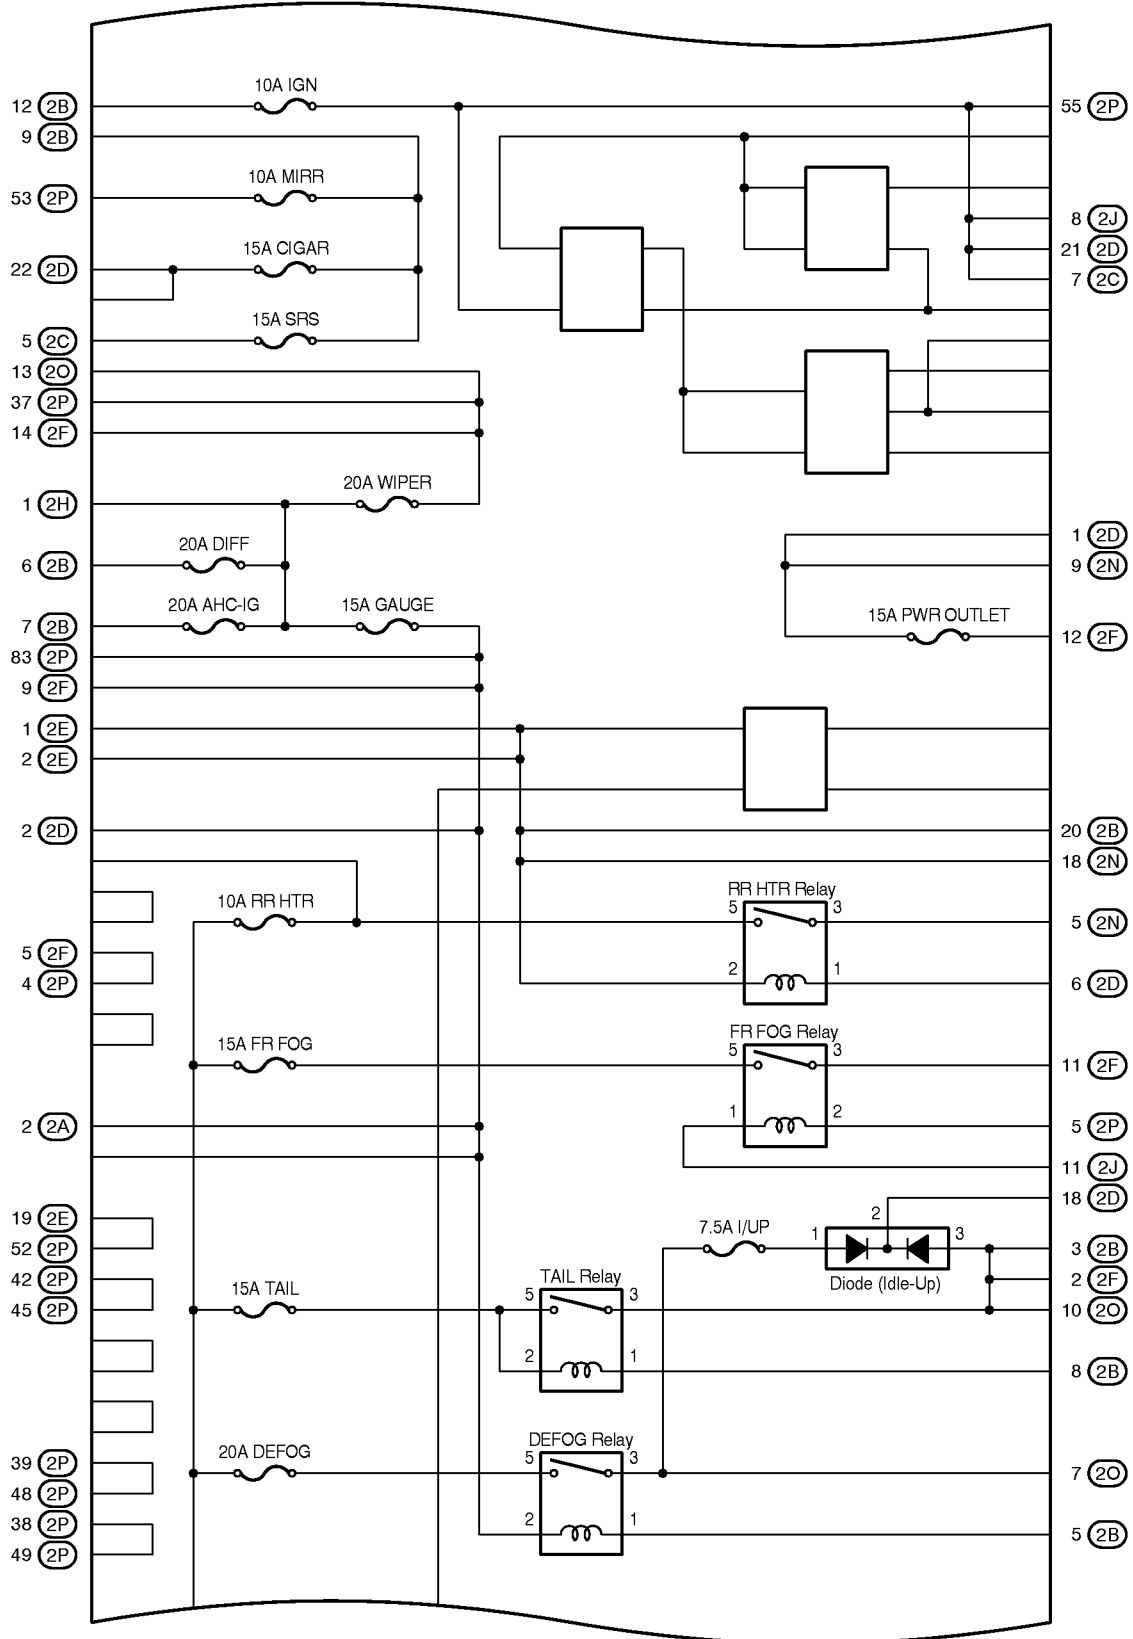 10A IGN
12 2B
55 2P
9 2B
10A MIRR
53 2P
8 2J
15A CIGAR
21 2D
22 2D
7 2C
15A SRS
5 2C
13 2O
37 2P
14 2F
20A WIPER
1 2H
1 2D
20A DIFF
6 2B
9 2N
20A AHC-IG
15A GAUGE
15A PWR OUTLET
7 2B
12 2F
83 2P
9 2F
1 2E
2 2E
2 2D
20 2B
18 2N
RR HTR Relay
10A RR HTR
5 3
5 2N
5 2F
2 1
4 2P
6 2D
FR FOG Relay
15A FR FOG
5 3
11 2F
1 2
2 2A
5 2P
11 2J
18 2D
2
19 2E
7.5A I/UP
1 3
52 2P
3 2B
42 2P
TAIL Relay
Diode (Idle-Up)
2 2F
15A TAIL
5 3
45 2P
10 2O
2 1
8 2B
DEFOG Relay
20A DEFOG
5 3
39 2P
7 2O
48 2P
2 1
38 2P
5 2B
49 2P